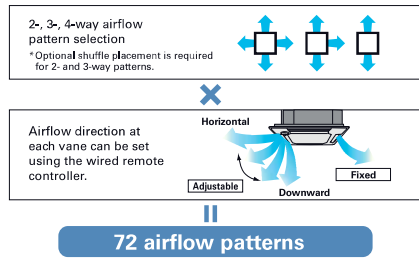 2-, 3-, 4-way airflow
pattern selection
*Optional shuffle placement is required
for 2- and 3-way patterns.
×
Airflow direction at
each vane can be set
using the wired remote
controller.
Horizontal
Adjustable
Downward
Fixed
=
72 airflow patterns